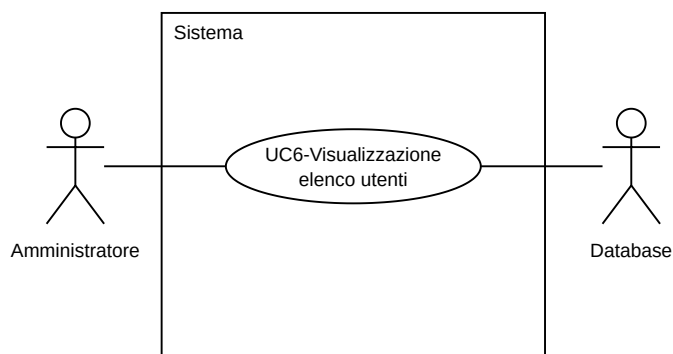 Sistema
UC6-Visualizzazione
elenco utenti
Amministratore
Database